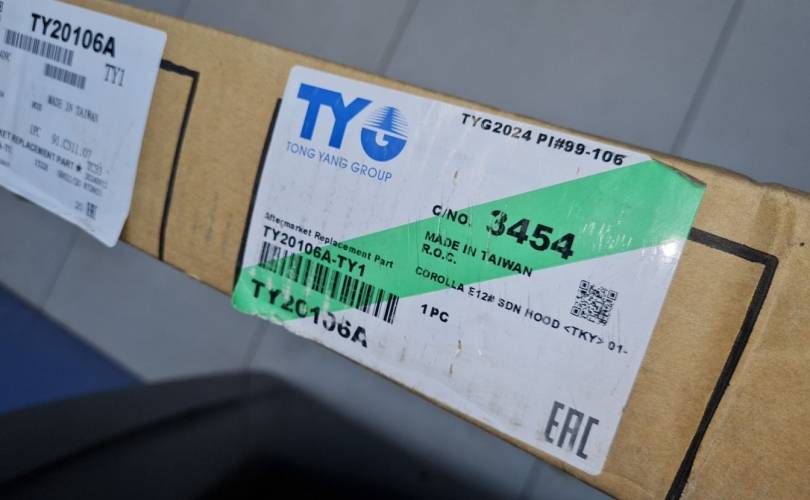 TY20106A
TY1
MADE IN TAIWAN
TYG
TONG YANG GROUP
TYG2024 PI#99-106
C/NO. 3454
MADE IN TAIWAN
R.O.C.
Aftermarket Replacement Part
TY20106A-TY1
COROLLA E12# SDN HOOD <TKY> 01-
1 PC
TY20106A
EAC
EAC